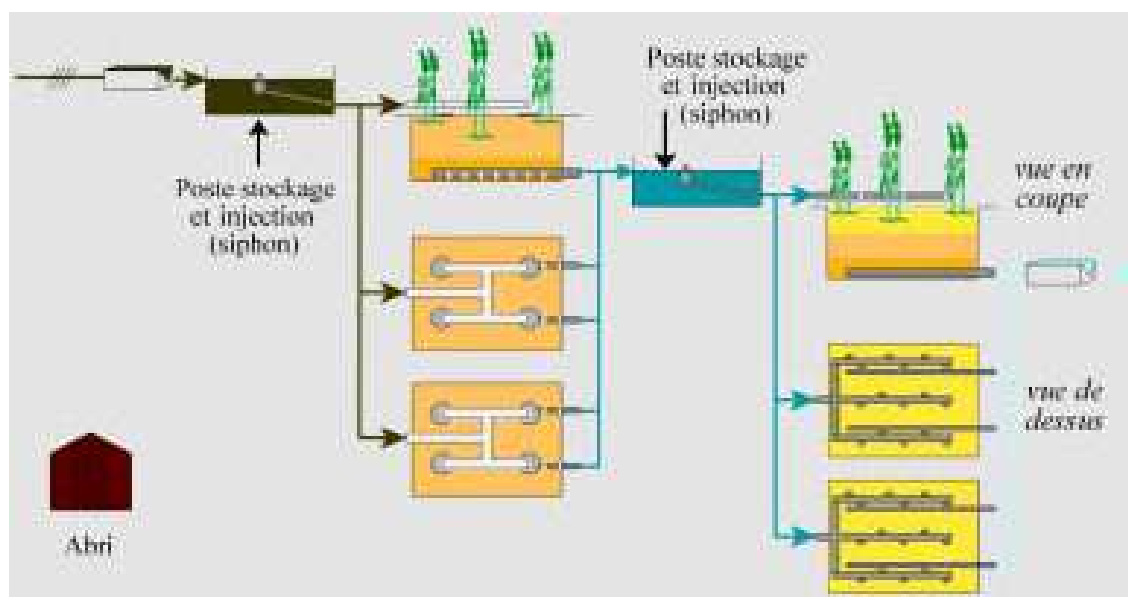 Poste stockage
et injection
(siphon)
Poste stockage
et injection
(siphon)
vue en
coupe
vue de
dessus
Abri